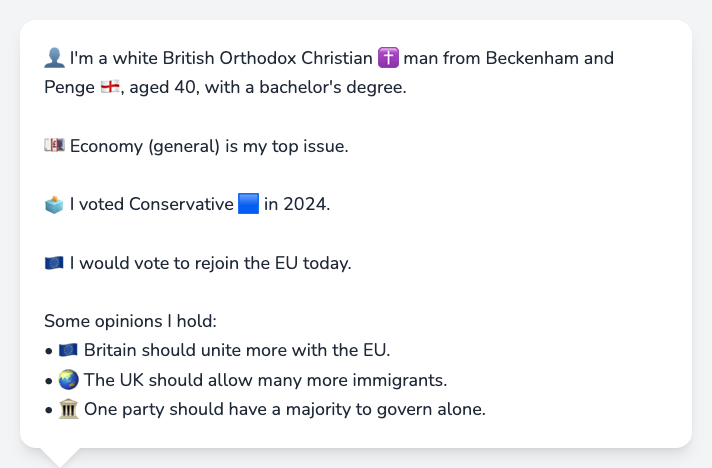 👤 I'm a white British Orthodox Christian ✝️ man from Beckenham and
Penge 🏴󠁧󠁢󠁥󠁮󠁧󠁿, aged 40, with a bachelor's degree.
💷 Economy (general) is my top issue.
🗳️ I voted Conservative 🟦 in 2024.
🇪🇺 I would vote to rejoin the EU today.
Some opinions I hold:
• 🇪🇺 Britain should unite more with the EU.
• 🌏 The UK should allow many more immigrants.
• 🏛️ One party should have a majority to govern alone.